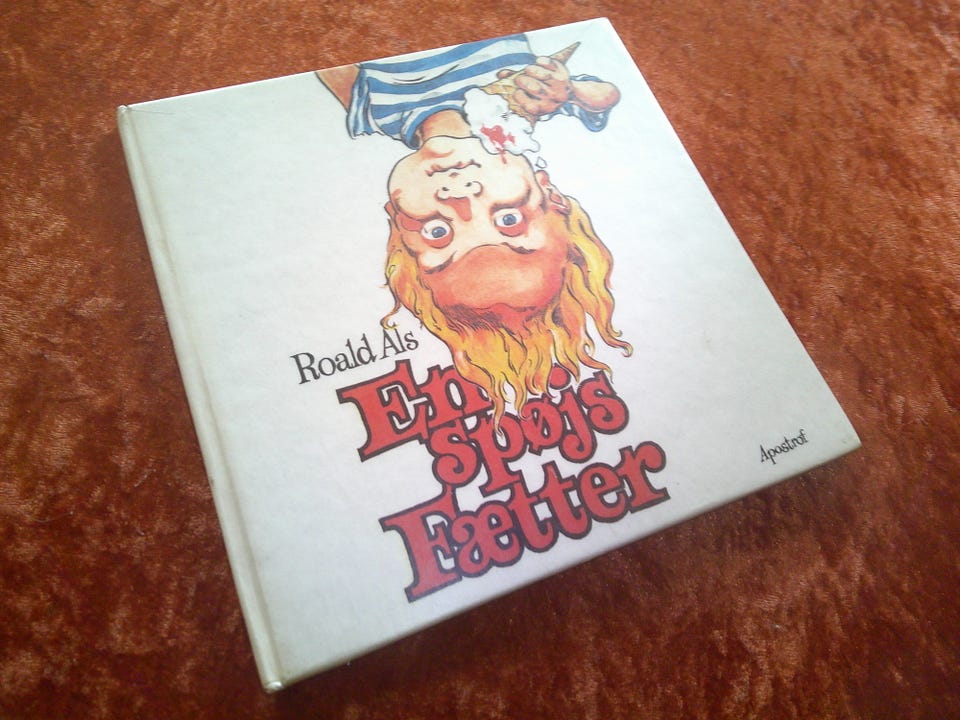 Roald Als
En
spøjs
Fætter
Apostrof